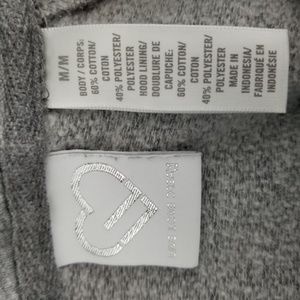 M/M
BODY / CORPS:
60% COTTON/
COTON
40% POLYESTER/
POLYESTER
HOOD LINING/
DOUBLURE DE
CAPUCHE:
60% COTTON/
COTON
40% POLYESTER/
POLYESTER
MADE IN
INDONESIA/
FABRIQUÉ EN
INDONÉSIE